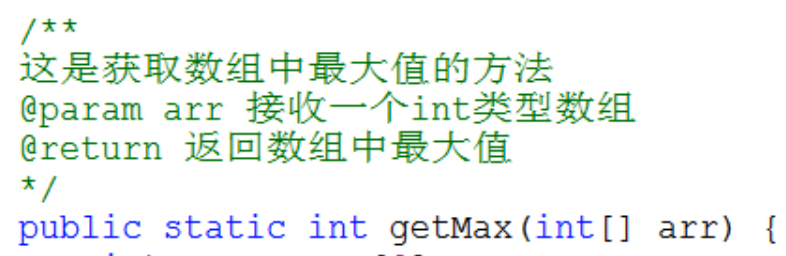 /**
这是获取数组中最大值的方法
@param arr 接收一个int类型数组
@return 返回数组中最大值
*/
public static int getMax(int[] arr) {